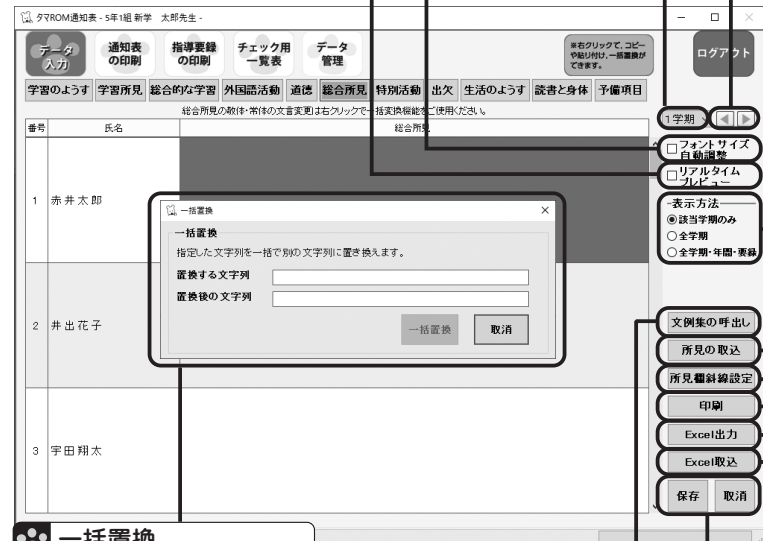 タマROM通知表 - 5年1組 新学 太郎先生 -
データ
入力
通知表
の印刷
指導要録
の印刷
チェック用
一覧表
データ
管理
※右クリックで、コピー
や貼り付け、一括置換が
できます。
ログアウト
学習のようす 学習所見 総合的な学習 外国語活動 道徳 総合所見 特別活動 出欠 生活のようす 読書と身体 予備項目
総合所見の敬体・常体の文言変更は右クリックで一括変換機能をご使用ください。
1学期
番号 氏名 総合所見
フォントサイズ
自動調整
リアルタイム
プレビュー
表示方法
該当学期のみ
全学期
全学期・年間・要録
1 赤井太郎
一括置換
一括置換
指定した文字列を一括で別の文字列に置き換えます。
置換する文字列
置換後の文字列
一括置換 取消
2 井出花子
文例集の呼出し
所見の取込
所見欄斜線設定
印刷
Excel出力
Excel取込
3 宇田翔太
保存 取消
一括置換